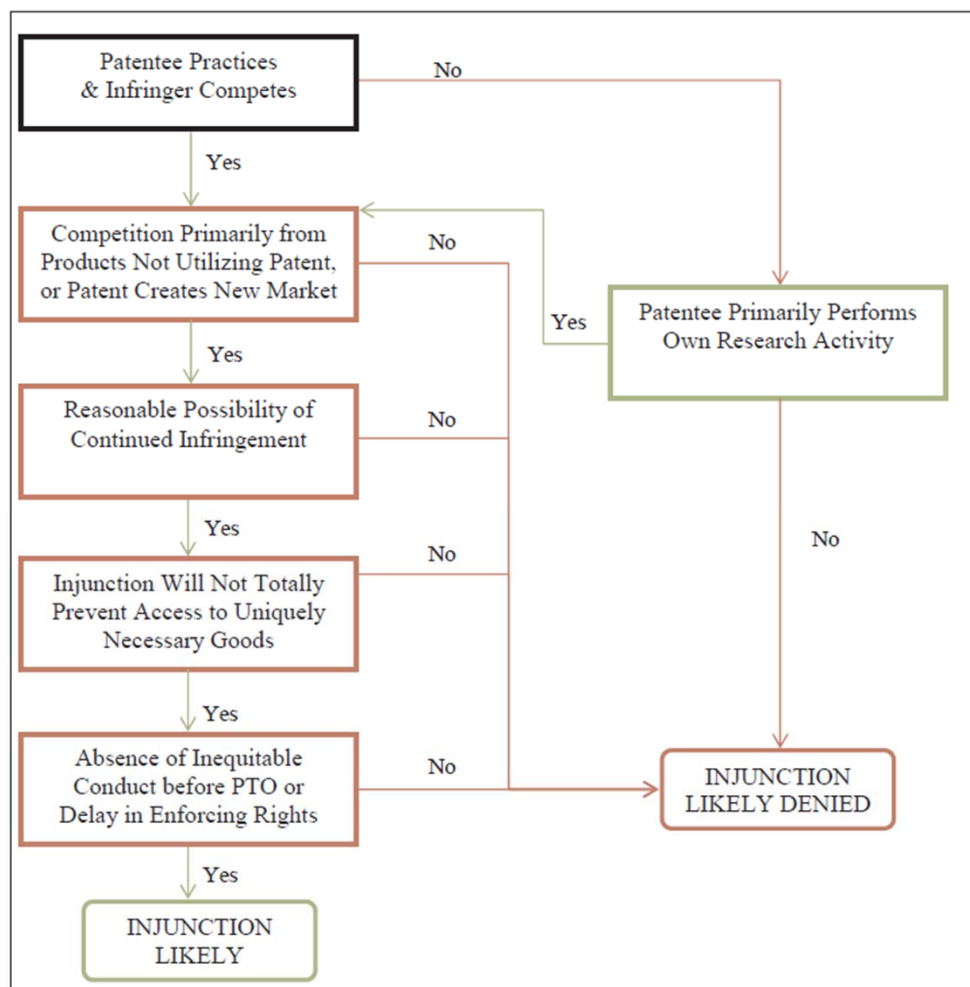 Patentee Practices
& Infringer Competes
No
Yes
Competition Primarily from
Products Not Utilizing Patent,
or Patent Creates New Market
No
Yes
Patentee Primarily Performs
Own Research Activity
Yes
Reasonable Possibility of
Continued Infringement
No
Yes
No
Injunction Will Not Totally
Prevent Access to Uniquely
Necessary Goods
No
Yes
Absence of Inequitable
Conduct before PTO or
Delay in Enforcing Rights
No
INJUNCTION
LIKELY DENIED
Yes
INJUNCTION
LIKELY